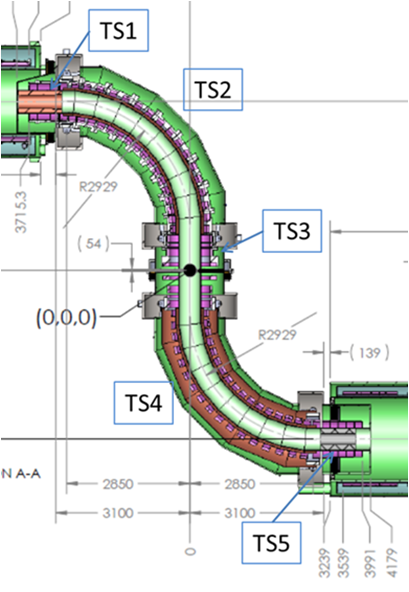 TS1
TS2
R2929
3715.3
TS3
( 54 )
(0,0,0)
R2929
( 139 )
TS4
N A-A
2850
2850
3100
3100
TS5
0
3239
3539
3991
4179